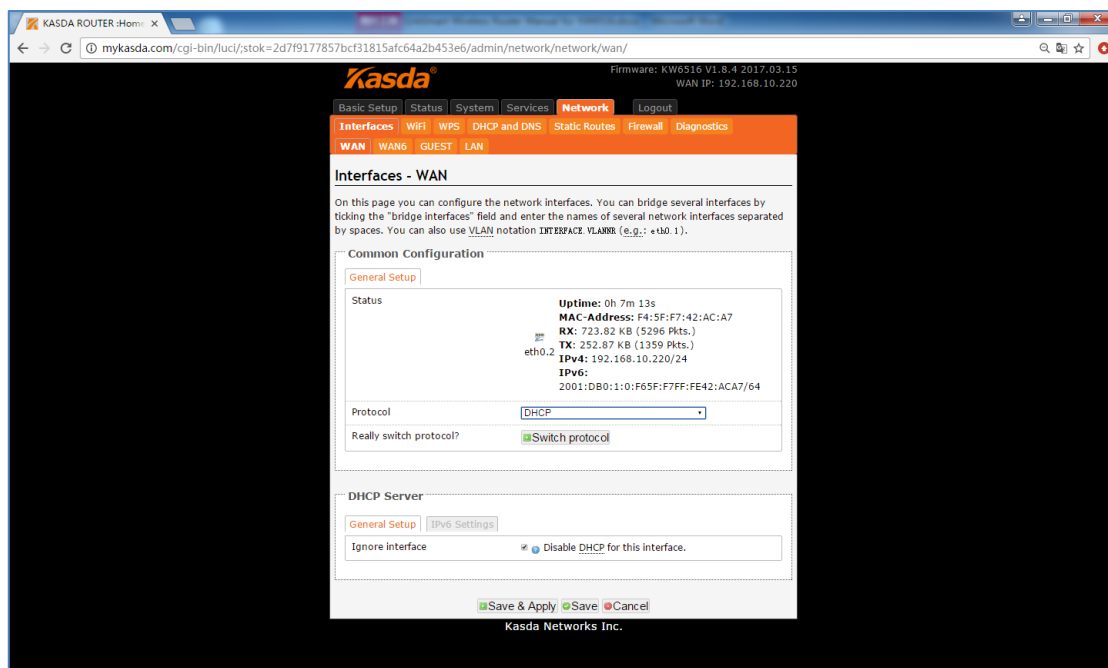 KASDA ROUTER :Home
mykasda.com/cgi-bin/luci/;stok=2d7f9177857bcf31815afc64a2b453e6/admin/network/network/wan/
Kasda®
Firmware: KW6516 V1.8.4 2017.03.15
WAN IP: 192.168.10.220
Basic Setup Status System Services Network Logout
Interfaces WiFi WPS DHCP and DNS Static Routes Firewall Diagnostics
WAN WAN6 GUEST LAN
Interfaces - WAN
On this page you can configure the network interfaces. You can bridge several interfaces by
ticking the "bridge interfaces" field and enter the names of several network interfaces separated
by spaces. You can also use VLAN notation INTERFACE.VLANNR (e.g.: eth0.1).
Common Configuration
General Setup
Status
Uptime: 0h 7m 13s
MAC-Address: F4:5F:F7:42:AC:A7
RX: 723.82 KB (5296 Pkts.)
TX: 252.87 KB (1359 Pkts.)
eth0.2
IPv4: 192.168.10.220/24
IPv6:
2001:DB0:1:0:F65F:F7FF:FE42:ACA7/64
Protocol DHCP
Really switch protocol? Switch protocol
DHCP Server
General Setup IPv6 Settings
Ignore interface Disable DHCP for this interface.
Save & Apply Save Cancel
Kasda Networks Inc.